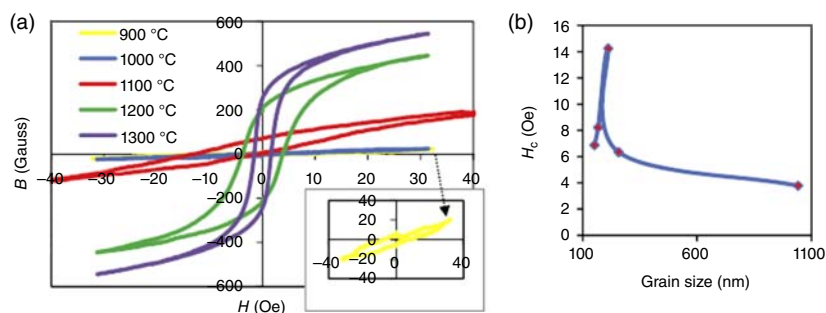 (a)
600
400
200
0
−200
−400
−600
B (Gauss)
900 °C
1000 °C
1100 °C
1200 °C
1300 °C
−40 −30 −20 −10 0 10 20 30 40
H (Oe)
40
20
0
−20
−40
−40 0 40
(b)
16
14
12
10
8
6
4
2
0
Hc (Oe)
100 600 1100
Grain size (nm)